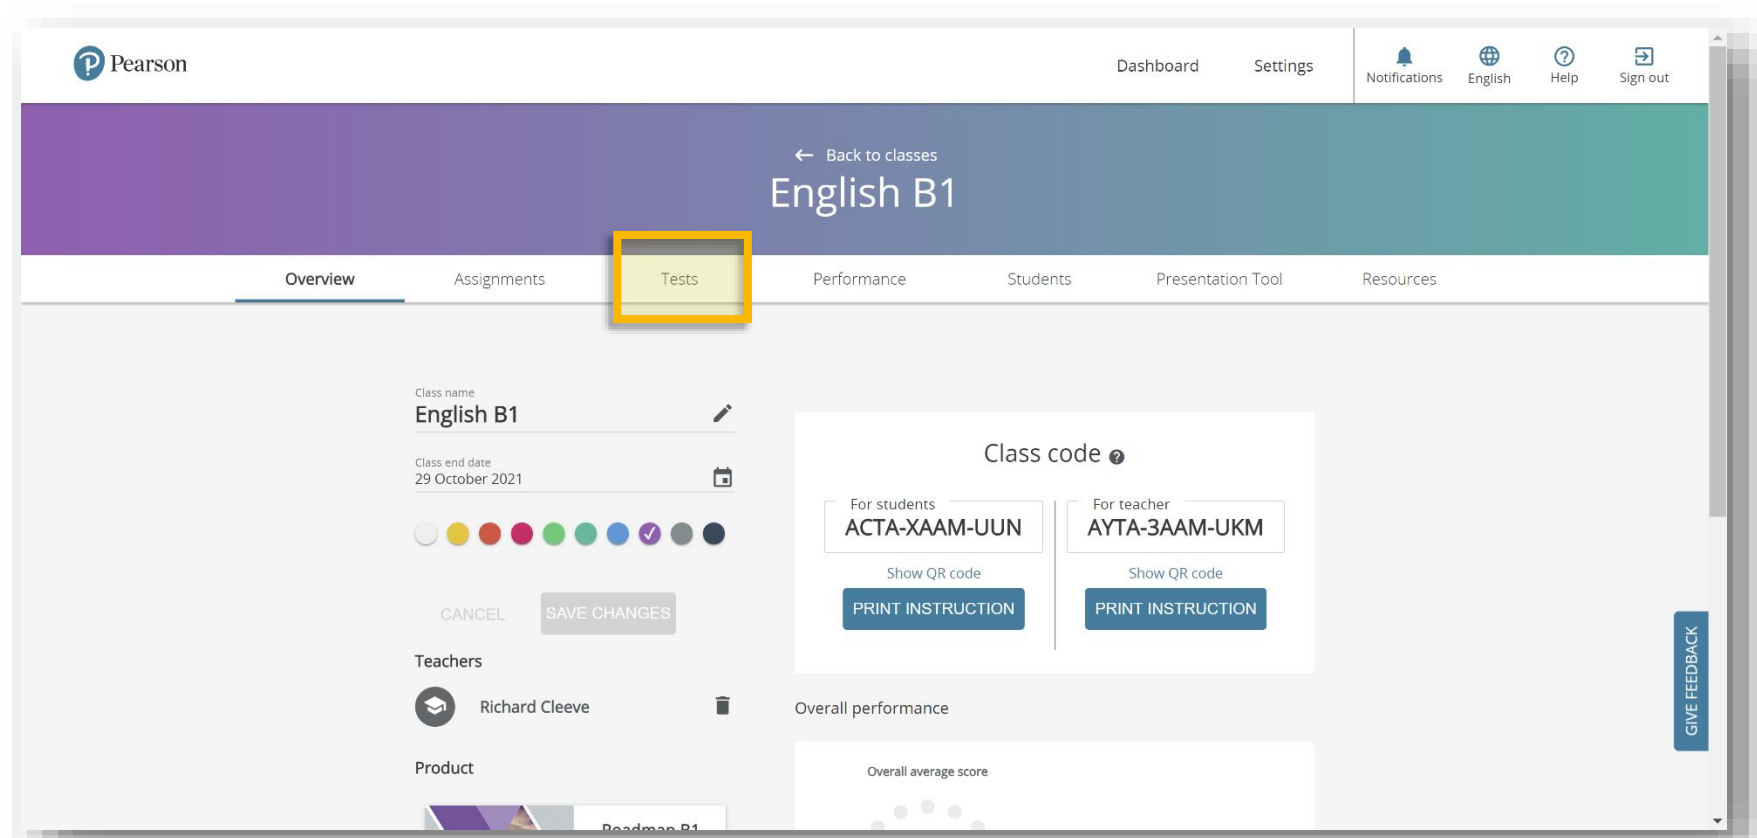 Pearson
Dashboard Settings Notifications English Help Sign out
Back to classes
English B1
Overview Assignments Tests Performance Students Presentation Tool Resources
Class name
English B1
Class end date
29 October 2021
CANCEL SAVE CHANGES
Teachers
Richard Cleeve
Product
Roadmap B1
Class code
For students
ACTA-XAAM-UUN
Show QR code
PRINT INSTRUCTION
For teacher
AYTA-3AAM-UKM
Show QR code
PRINT INSTRUCTION
Overall performance
Overall average score
GIVE FEEDBACK